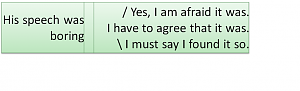 His speech was
boring
/ Yes, I am afraid it was.
I have to agree that it was.
\ I must say I found it so.